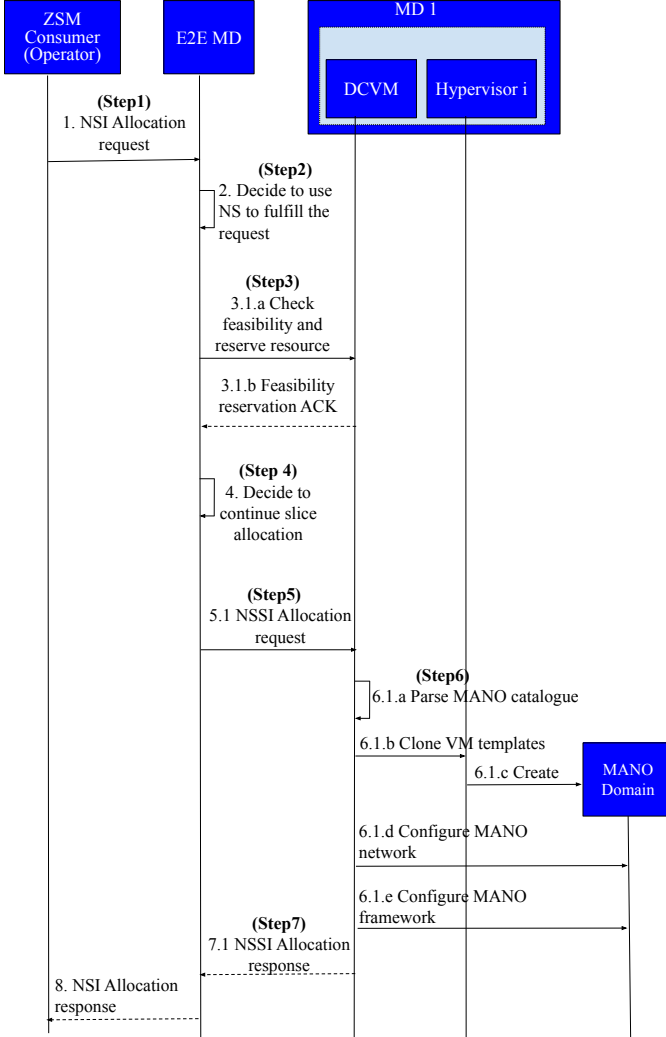 ZSM
Consumer
(Operator)
E2E MD
MD 1
DCVM
Hypervisor i
(Step1)
1. NSI Allocation
request
(Step2)
2. Decide to use
NS to fulfill the
request
(Step3)
3.1.a Check
feasibility and
reserve resource
3.1.b Feasibility
reservation ACK
(Step 4)
4. Decide to
continue slice
allocation
(Step5)
5.1 NSSI Allocation
request
(Step6)
6.1.a Parse MANO catalogue
6.1.b Clone VM templates
6.1.c Create
MANO
Domain
6.1.d Configure MANO
network
6.1.e Configure MANO
framework
(Step7)
7.1 NSSI Allocation
response
8. NSI Allocation
response